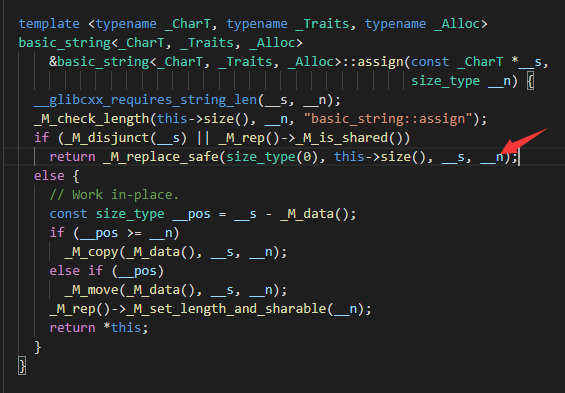 template <typename _CharT, typename _Traits, typename _Alloc>
basic_string<_CharT, _Traits, _Alloc>
&basic_string<_CharT, _Traits, _Alloc>::assign(const _CharT *__s,
size_type __n) {
__glibcxx_requires_string_len(__s, __n);
_M_check_length(this->size(), __n, "basic_string::assign");
if (_M_disjunct(__s) || _M_rep()->_M_is_shared())
return _M_replace_safe(size_type(0), this->size(), __s, __n);
else {
// Work in-place.
const size_type __pos = __s - _M_data();
if (__pos >= __n)
_M_copy(_M_data(), __s, __n);
else if (__pos)
_M_move(_M_data(), __s, __n);
_M_rep()->_M_set_length_and_sharable(__n);
return *this;
}
}